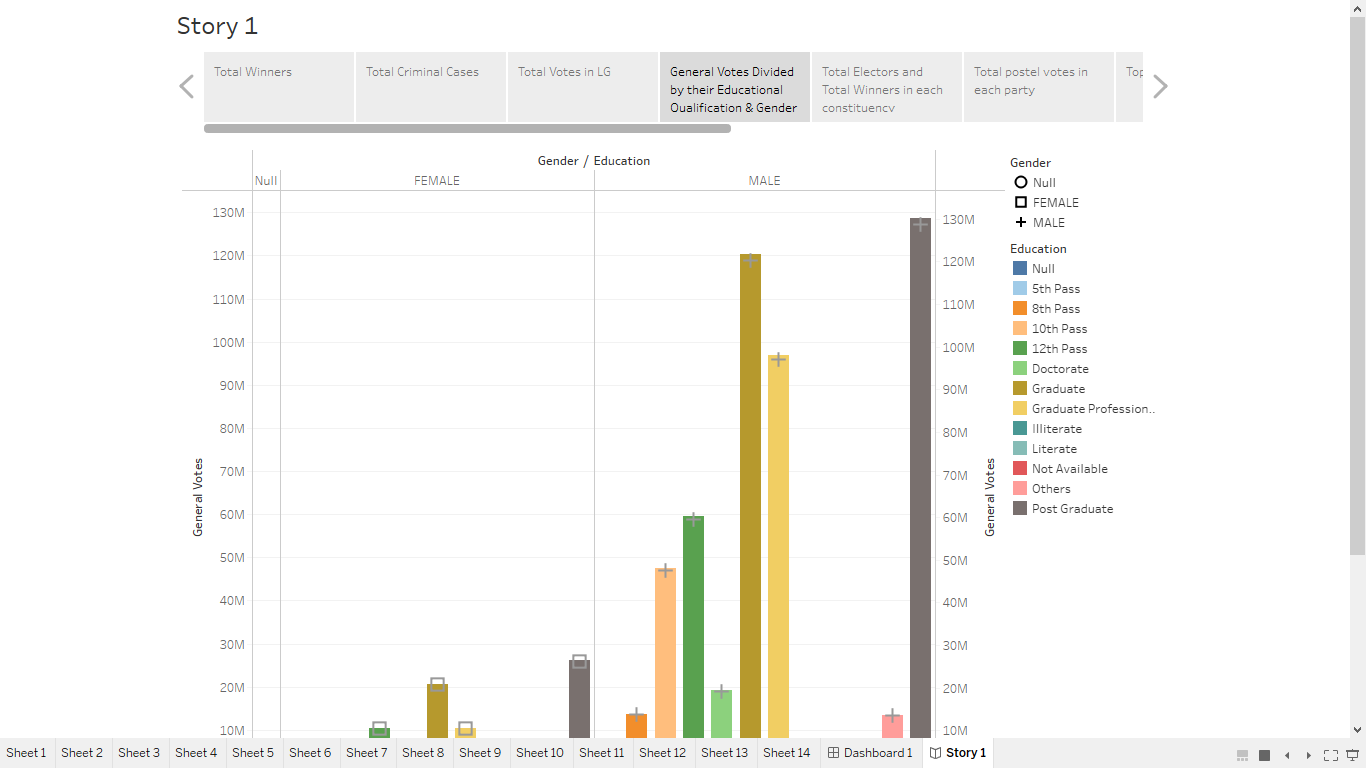 Story 1
Total Winners
Total Criminal Cases
Total Votes in LG
General Votes Divided
by their Educational
Qualification & Gender
Total Electors and
Total Winners in each
constituency
Total postel votes in
each party
Top
Gender / Education
Null
FEMALE
MALE
130M
120M
110M
100M
90M
80M
70M
60M
50M
40M
30M
20M
10M
General Votes
130M
120M
110M
100M
90M
80M
70M
60M
50M
40M
30M
20M
10M
General Votes
Gender
Null
FEMALE
MALE
Education
Null
5th Pass
8th Pass
10th Pass
12th Pass
Doctorate
Graduate
Graduate Profession..
Illiterate
Literate
Not Available
Others
Post Graduate
Sheet 1 Sheet 2 Sheet 3 Sheet 4 Sheet 5 Sheet 6 Sheet 7 Sheet 8 Sheet 9 Sheet 10 Sheet 11 Sheet 12 Sheet 13 Sheet 14 Dashboard 1 Story 1